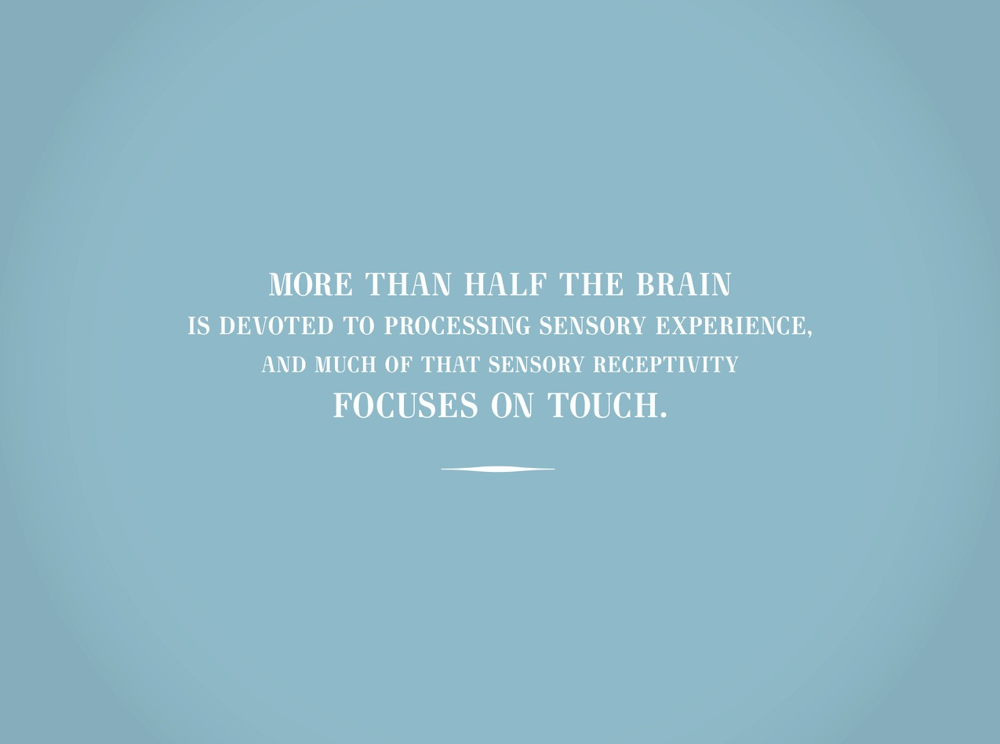 MORE THAN HALF THE BRAIN
IS DEVOTED TO PROCESSING SENSORY EXPERIENCE,
AND MUCH OF THAT SENSORY RECEPTIVITY
FOCUSES ON TOUCH.